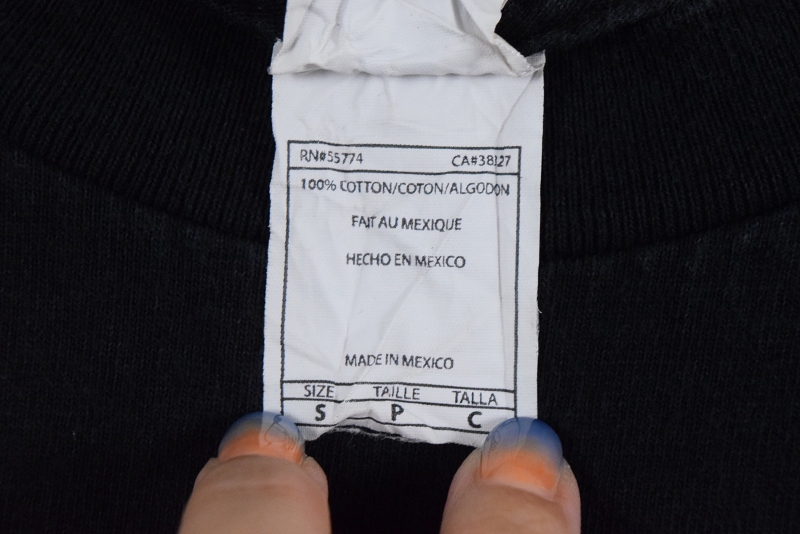 RN#55774 CA#38127
100% COTTON/COTON/ALGODON
FAIT AU MEXIQUE
HECHO EN MEXICO
MADE IN MEXICO
SIZE TAILLE TALLA
S P C